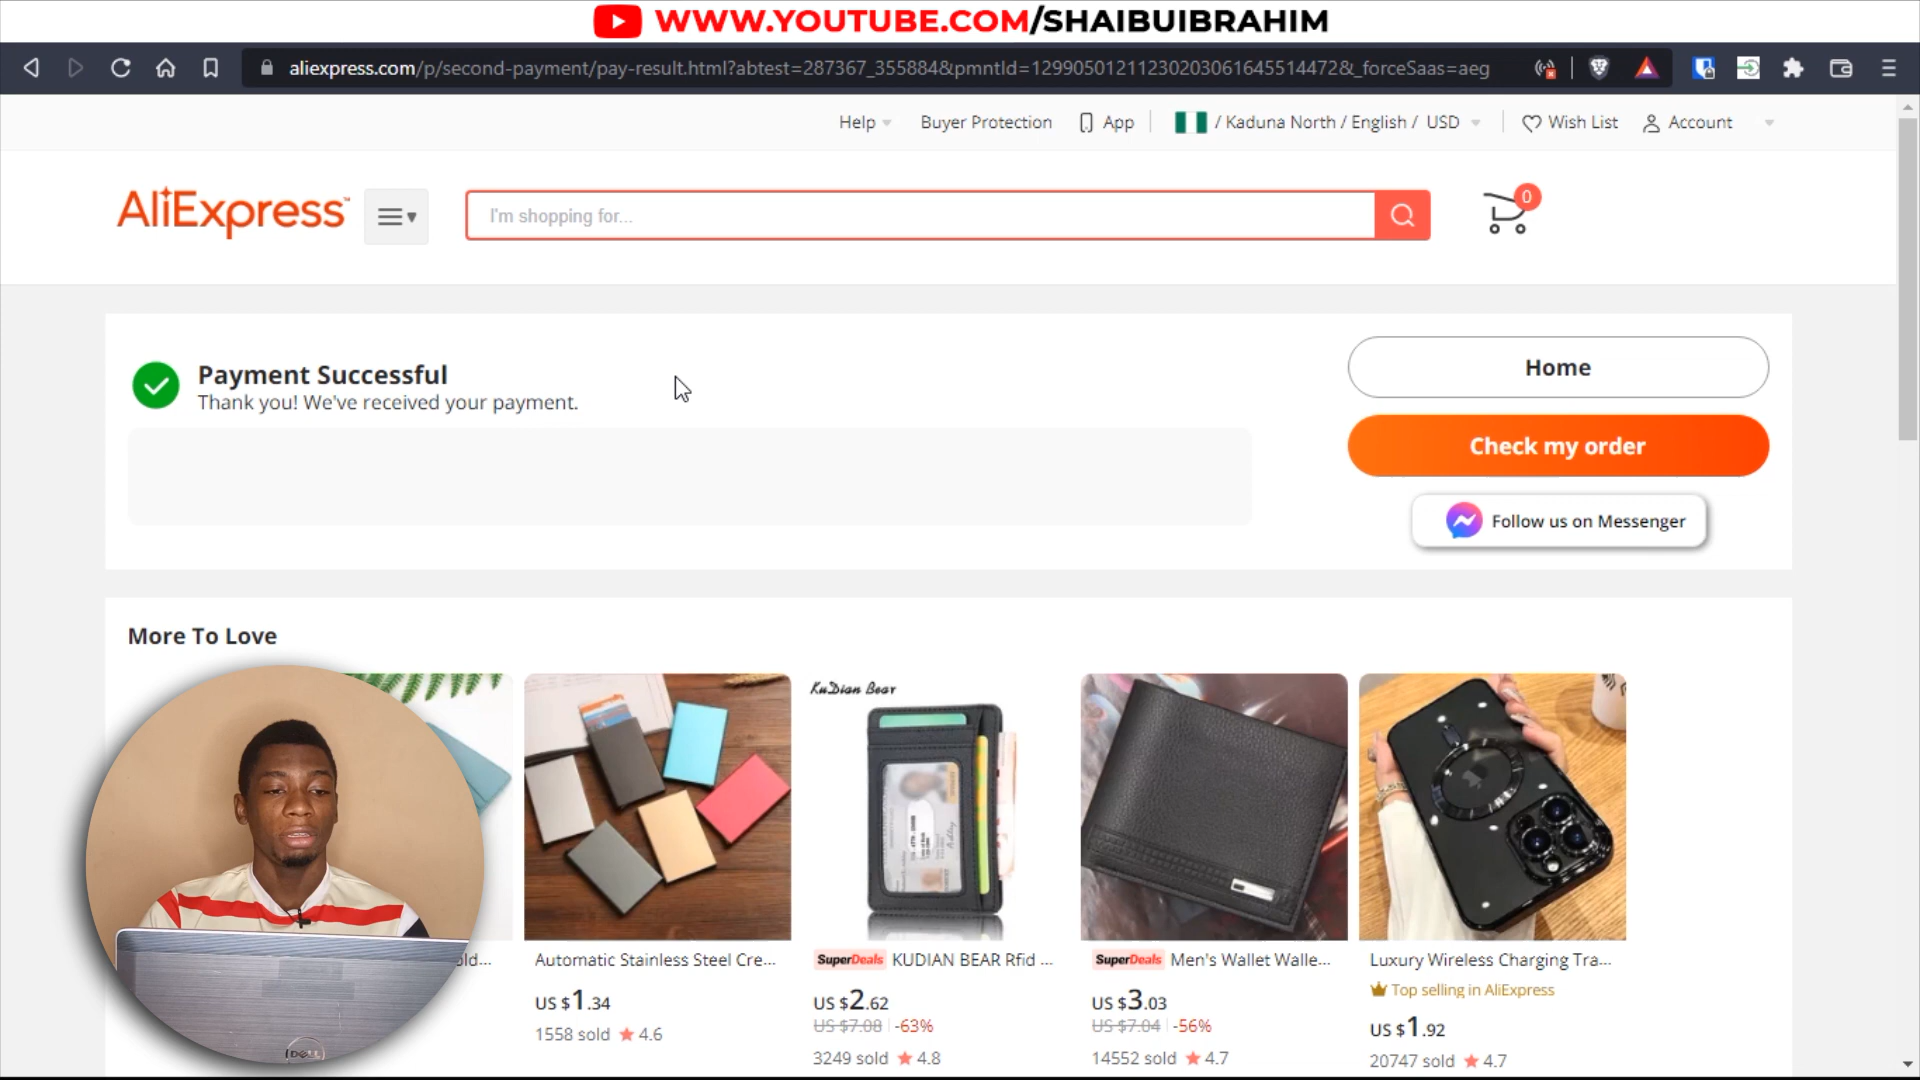 WWW.YOUTUBE.COM/SHAIBUIBRAHIM
aliexpress.com/p/second-payment/pay-result.html?abtest=287367_355884&pmntId=1299050121123020306164551​4472&_forceSaas=aeg
Help Buyer Protection App / Kaduna North / English / USD Wish List Account
AliExpress I'm shopping for... 0
Payment Successful
Thank you! We've received your payment.
Home
Check my order
Follow us on Messenger
More To Love
KuDian Bear
Automatic Stainless Steel Cre...
US $1.34
1558 sold 4.6
SuperDeals KUDIAN BEAR Rfid ...
US $2.62
US $7.08 -63%
3249 sold 4.8
SuperDeals Men's Wallet Walle...
US $3.03
US $7.04 -56%
14552 sold 4.7
Luxury Wireless Charging Tra...
Top selling in AliExpress
US $1.92
20747 sold 4.7
DELL